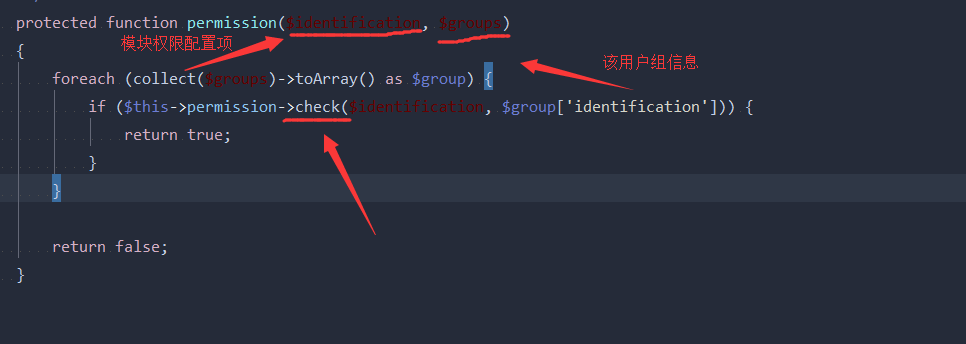 protected function permission($identification, $groups)
模块权限配置项
{
该用户组信息
foreach (collect($groups)->toArray() as $group) {
if ($this->permission->check($identification, $group['identification'])) {
return true;
}
}
return false;
}